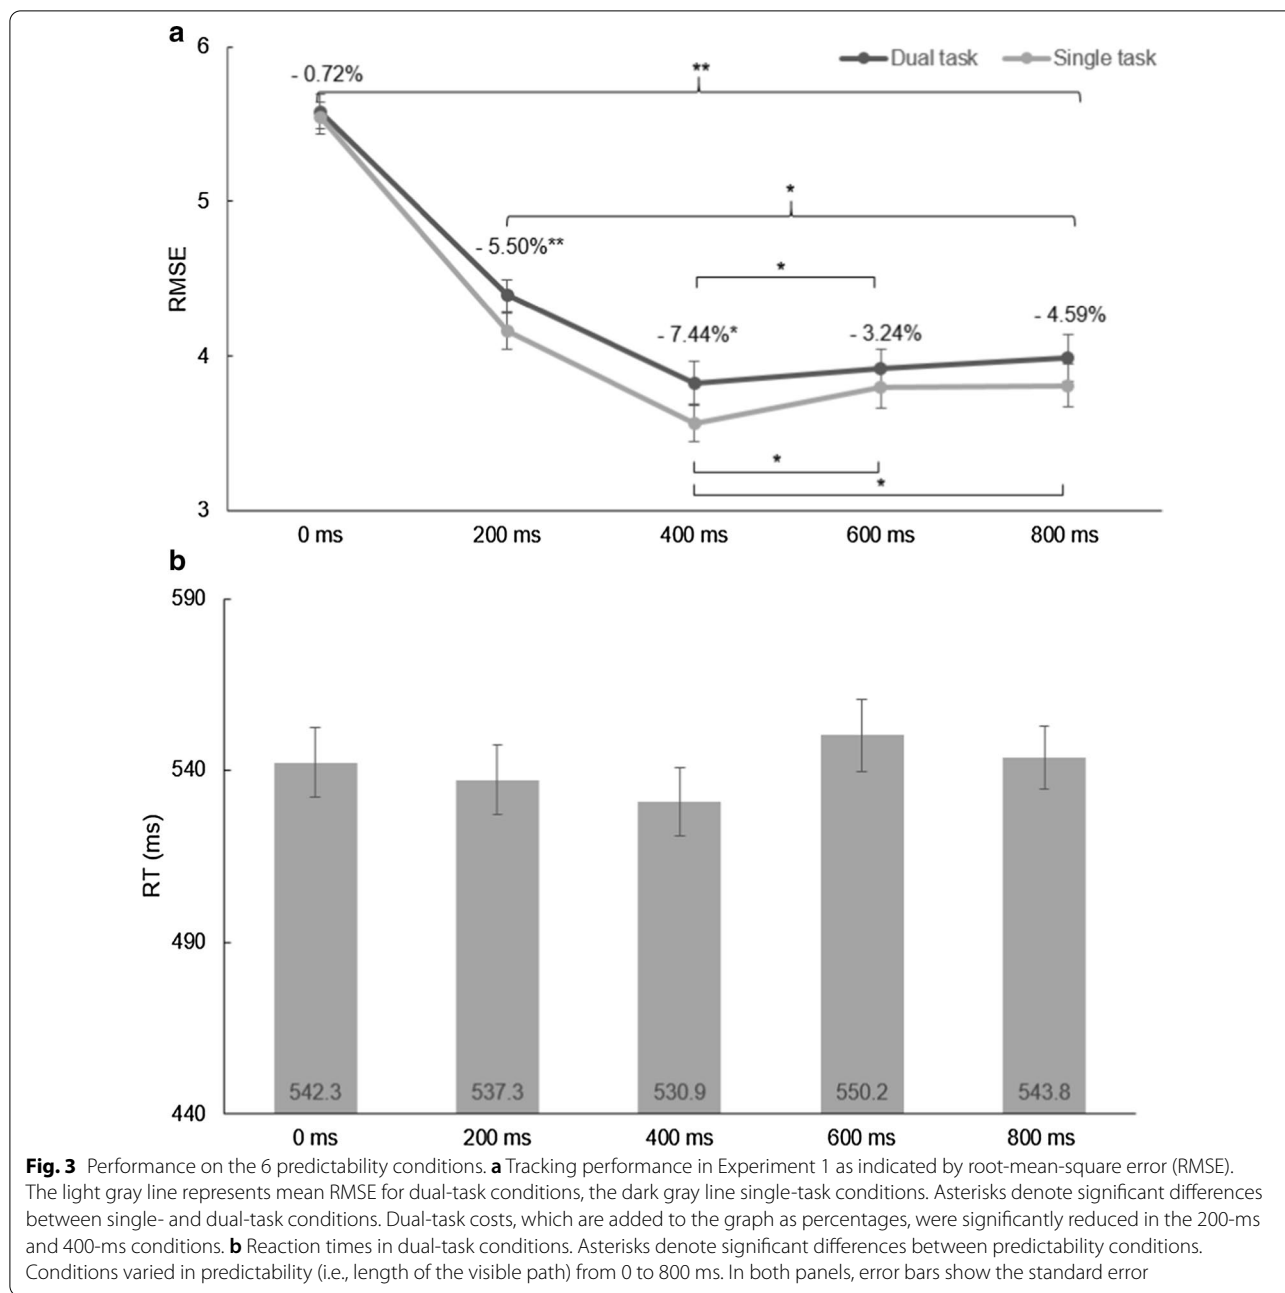 a
6
5
4
3
RMSE
Dual task
Single task
- 0.72%
**
*
- 5.50%**
*
- 7.44%*
- 3.24%
- 4.59%
*
*
0 ms 200 ms 400 ms 600 ms 800 ms
b
590
540
490
440
RT (ms)
542.3 537.3 530.9 550.2 543.8
0 ms 200 ms 400 ms 600 ms 800 ms
Fig. 3 Performance on the 6 predictability conditions. a Tracking performance in Experiment 1 as indicated by root-mean-square error (RMSE).
The light gray line represents mean RMSE for dual-task conditions, the dark gray line single-task conditions. Asterisks denote significant differences
between single- and dual-task conditions. Dual-task costs, which are added to the graph as percentages, were significantly reduced in the 200-ms
and 400-ms conditions. b Reaction times in dual-task conditions. Asterisks denote significant differences between predictability conditions.
Conditions varied in predictability (i.e., length of the visible path) from 0 to 800 ms. In both panels, error bars show the standard error